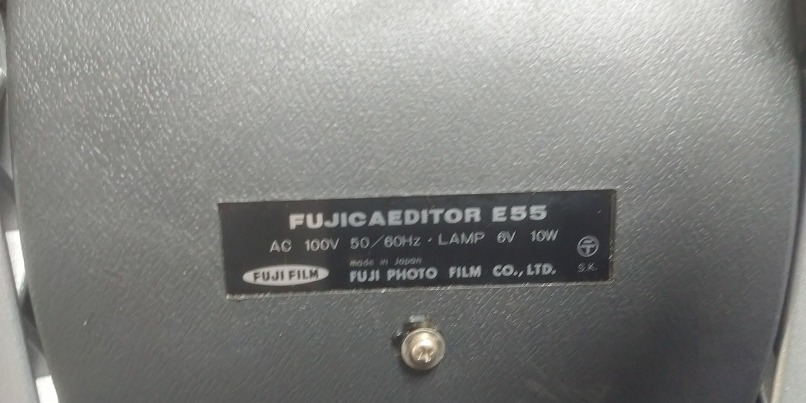 FUJICAEDITOR E55
AC 100V 50/60Hz · LAMP 6V 10W
made in Japan
FUJI FILM FUJI PHOTO FILM CO., LTD.
S.K.